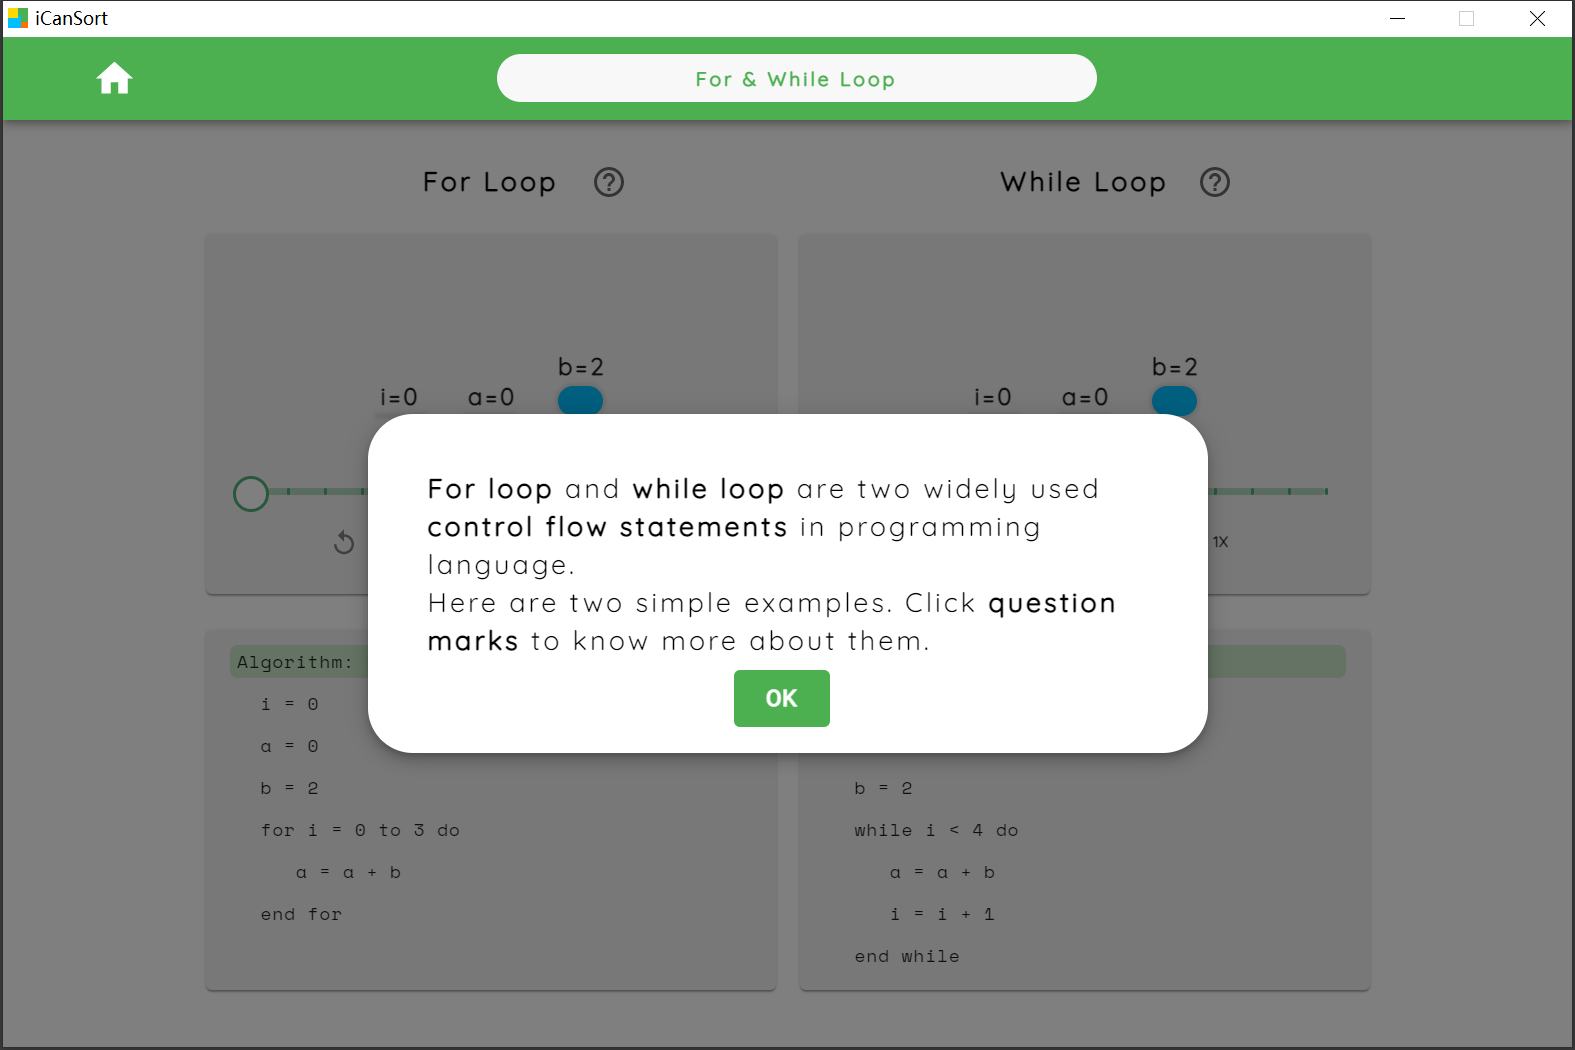 iCanSort
For & While Loop
For Loop
While Loop
b=2
i=0
a=0
b=2
i=0
a=0
For loop and while loop are two widely used
control flow statements in programming
language.
Here are two simple examples. Click question
marks to know more about them.
OK
1X
Algorithm:
i = 0
a = 0
b = 2
for i = 0 to 3 do
a = a + b
end for
b = 2
while i < 4 do
a = a + b
i = i + 1
end while